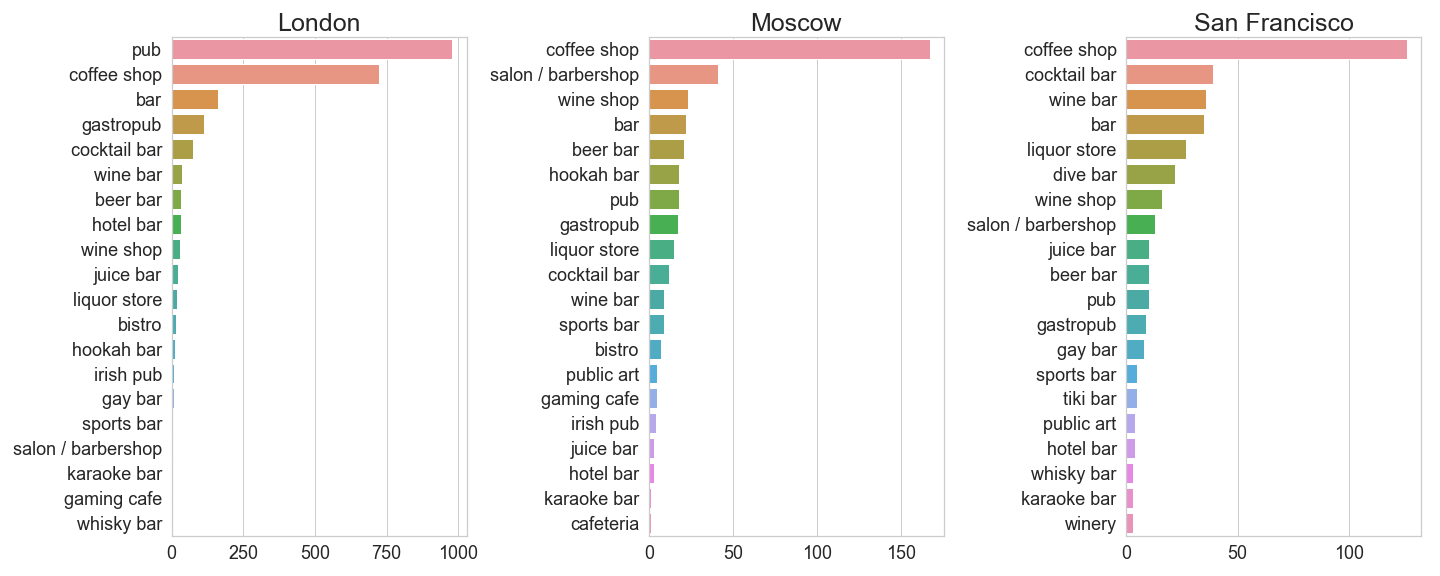 London
pub
coffee shop
bar
gastropub
cocktail bar
wine bar
beer bar
hotel bar
wine shop
juice bar
liquor store
bistro
hookah bar
irish pub
gay bar
sports bar
salon / barbershop
karaoke bar
gaming cafe
whisky bar
0 250 500 750 1000
Moscow
coffee shop
salon / barbershop
wine shop
bar
beer bar
hookah bar
pub
gastropub
liquor store
cocktail bar
wine bar
sports bar
bistro
public art
gaming cafe
irish pub
juice bar
hotel bar
karaoke bar
cafeteria
0 50 100 150
San Francisco
coffee shop
cocktail bar
wine bar
bar
liquor store
dive bar
wine shop
salon / barbershop
juice bar
beer bar
pub
gastropub
gay bar
sports bar
tiki bar
public art
hotel bar
whisky bar
karaoke bar
winery
0 50 100